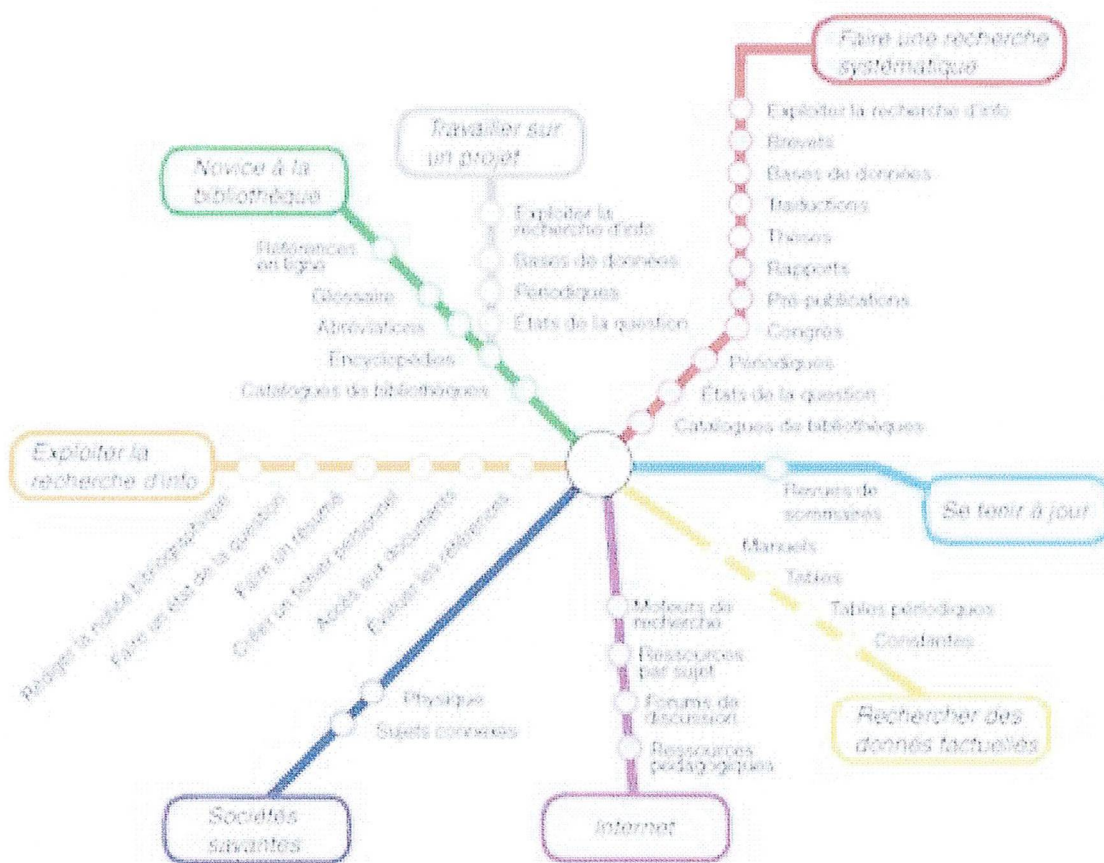 Faire une recherche
systématique
Exploiter la recherche d'info
Brevets
Bases de données
Traductions
Thèses
Rapports
Pré-publications
Congrès
Périodiques
États de la question
Catalogues de bibliothèques
Travailler sur
un projet
Exploiter la
recherche d'info
Bases de données
Périodiques
États de la question
Novice à la
bibliothèque
Références
en ligne
Glossaire
Abréviations
Encyclopédies
Catalogues de bibliothèques
Exploiter la
recherche d'info
Rédiger la notice bibliographique
Faire un état de la question
Faire un résumé
Créer un fichier personnel
Accès aux documents
Évaluer les références
Revues de
sommaires
Se tenir à jour
Manuels
Tables
Tables périodiques
Constantes
Rechercher des
donnés factuelles
Moteurs de
recherche
Ressources
par sujet
Forums de
discussion
Ressources
pédagogiques
Internet
Physique
Sujets connexes
Sociétés
savantes